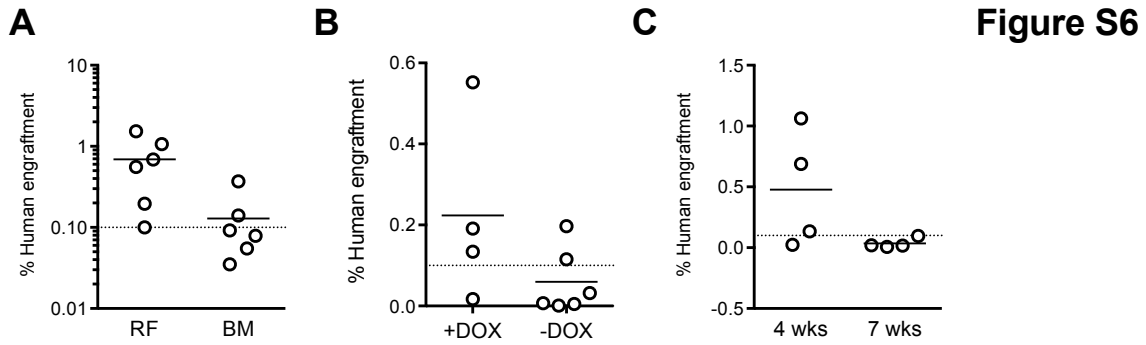 A
B
C
Figure S6
% Human engraftment
10
1
0.10
0.01
RF
BM
% Human engraftment
0.6
0.4
0.2
0.0
+DOX
-DOX
% Human engraftment
1.5
1.0
0.5
0.0
-0.5
4 wks
7 wks